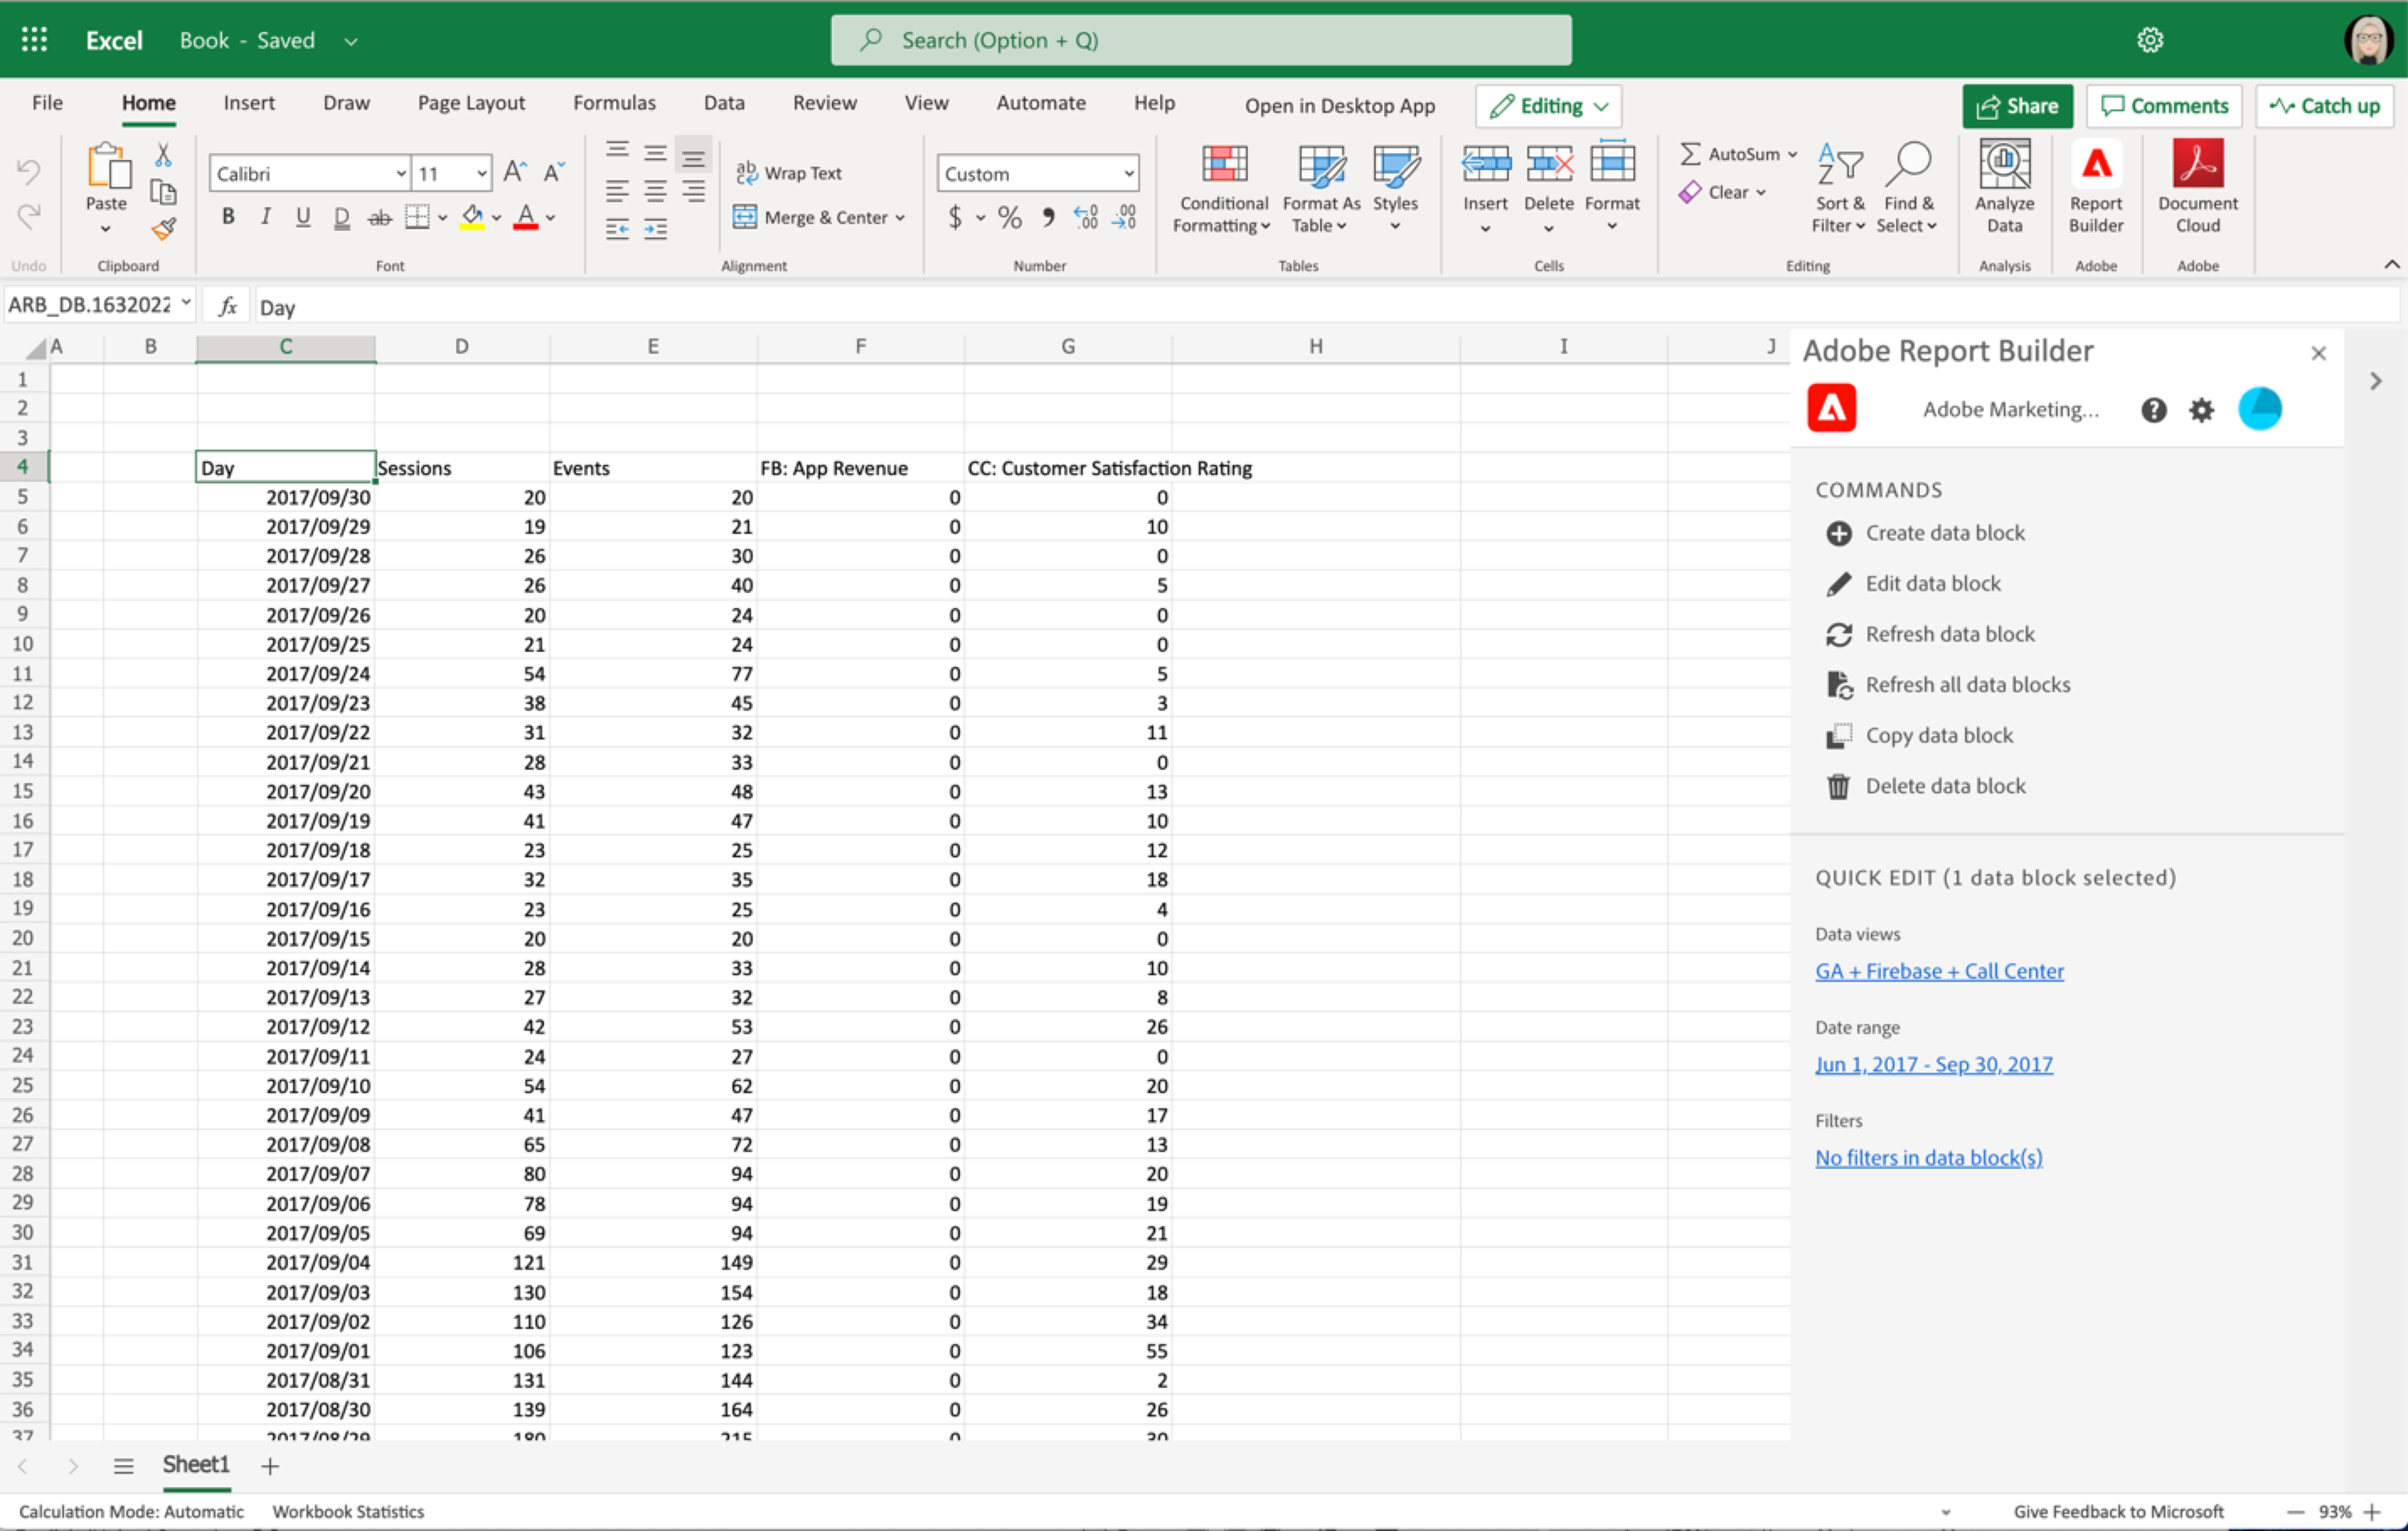 Excel Book - Saved Search (Option + Q)
File Home Insert Draw Page Layout Formulas Data Review View Automate Help Open in Desktop App Editing Share Comments Catch up
Calibri 11 Wrap Text Custom AutoSum
Paste Merge & Center $ % Conditional Formatting Format As Table Styles Insert Delete Format Clear Sort & Filter Find & Select Analyze Data Report Builder Document Cloud
Undo Clipboard Font Alignment Number Tables Cells Editing Analysis Adobe Adobe
ARB_DB.1632022 fx Day
A B C D E F G H I J
1
2
3
4 Day Sessions Events FB: App Revenue CC: Customer Satisfaction Rating
5 2017/09/30 20 20 0 0
6 2017/09/29 19 21 0 10
7 2017/09/28 26 30 0 0
8 2017/09/27 26 40 0 5
9 2017/09/26 20 24 0 0
10 2017/09/25 21 24 0 0
11 2017/09/24 54 77 0 5
12 2017/09/23 38 45 0 3
13 2017/09/22 31 32 0 11
14 2017/09/21 28 33 0 0
15 2017/09/20 43 48 0 13
16 2017/09/19 41 47 0 10
17 2017/09/18 23 25 0 12
18 2017/09/17 32 35 0 18
19 2017/09/16 23 25 0 4
20 2017/09/15 20 20 0 0
21 2017/09/14 28 33 0 10
22 2017/09/13 27 32 0 8
23 2017/09/12 42 53 0 26
24 2017/09/11 24 27 0 0
25 2017/09/10 54 62 0 20
26 2017/09/09 41 47 0 17
27 2017/09/08 65 72 0 13
28 2017/09/07 80 94 0 20
29 2017/09/06 78 94 0 19
30 2017/09/05 69 94 0 21
31 2017/09/04 121 149 0 29
32 2017/09/03 130 154 0 18
33 2017/09/02 110 126 0 34
34 2017/09/01 106 123 0 55
35 2017/08/31 131 144 0 2
36 2017/08/30 139 164 0 26
37 2017/08/29 180 215 0 30
Adobe Report Builder
Adobe Marketing...
COMMANDS
Create data block
Edit data block
Refresh data block
Refresh all data blocks
Copy data block
Delete data block
QUICK EDIT (1 data block selected)
Data views
GA + Firebase + Call Center
Date range
Jun 1, 2017 - Sep 30, 2017
Filters
No filters in data block(s)
Sheet1
Calculation Mode: Automatic Workbook Statistics Give Feedback to Microsoft 93%